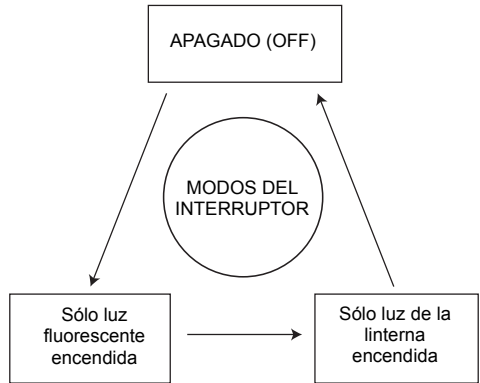 APAGADO (OFF)
MODOS DEL
INTERRUPTOR
Sólo luz
fluorescente
encendida
Sólo luz de la
linterna
encendida